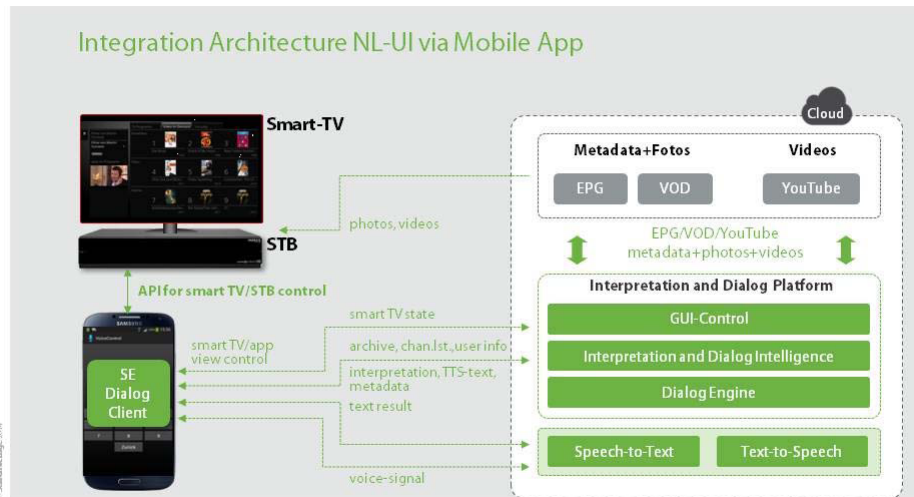 Integration Architecture NL-UI via Mobile App
Cloud
Smart-TV
STB
Metadata+Fotos
Videos
EPG
VOD
YouTube
photos, videos
EPG/VOD/YouTube
metadata+photos+videos
API for smart TV/STB control
Interpretation and Dialog Platform
GUI-Control
Interpretation and Dialog Intelligence
Dialog Engine
Speech-to-Text
Text-to-Speech
SAMSUNG
VoiceControl
SE
Dialog
Client
smart TV/app
view control
smart TV state
archive, chan.lst.,user info
interpretation, TTS-text,
metadata
text result
voice-signal